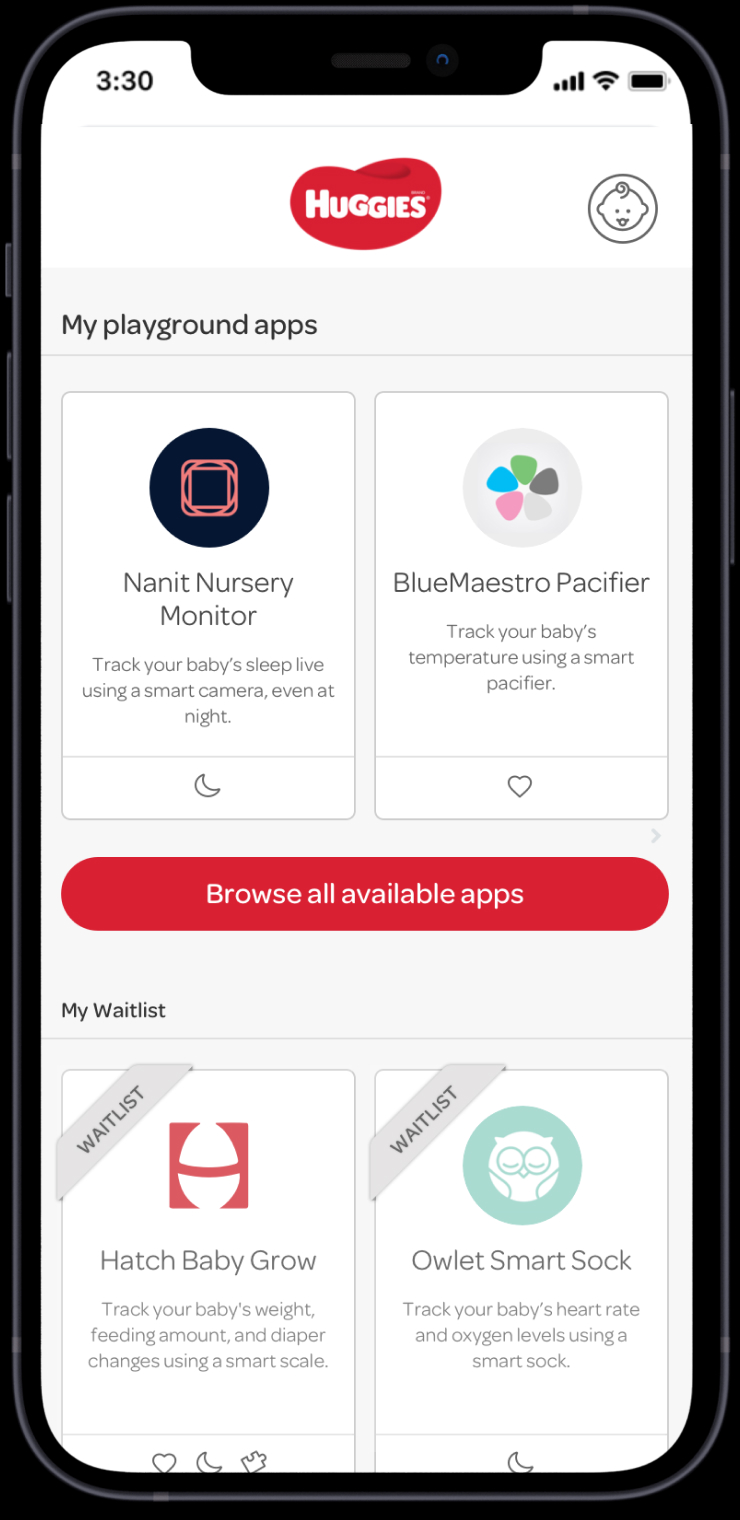 3:30
HUGGIES
BRAND
My playground apps
Nanit Nursery
Monitor
Track your baby’s sleep live
using a smart camera, even at
night.
BlueMaestro Pacifier
Track your baby’s
temperature using a smart
pacifier.
Browse all available apps
My Waitlist
WAITLIST
Hatch Baby Grow
Track your baby's weight,
feeding amount, and diaper
changes using a smart scale.
WAITLIST
Owlet Smart Sock
Track your baby’s heart rate
and oxygen levels using a
smart sock.